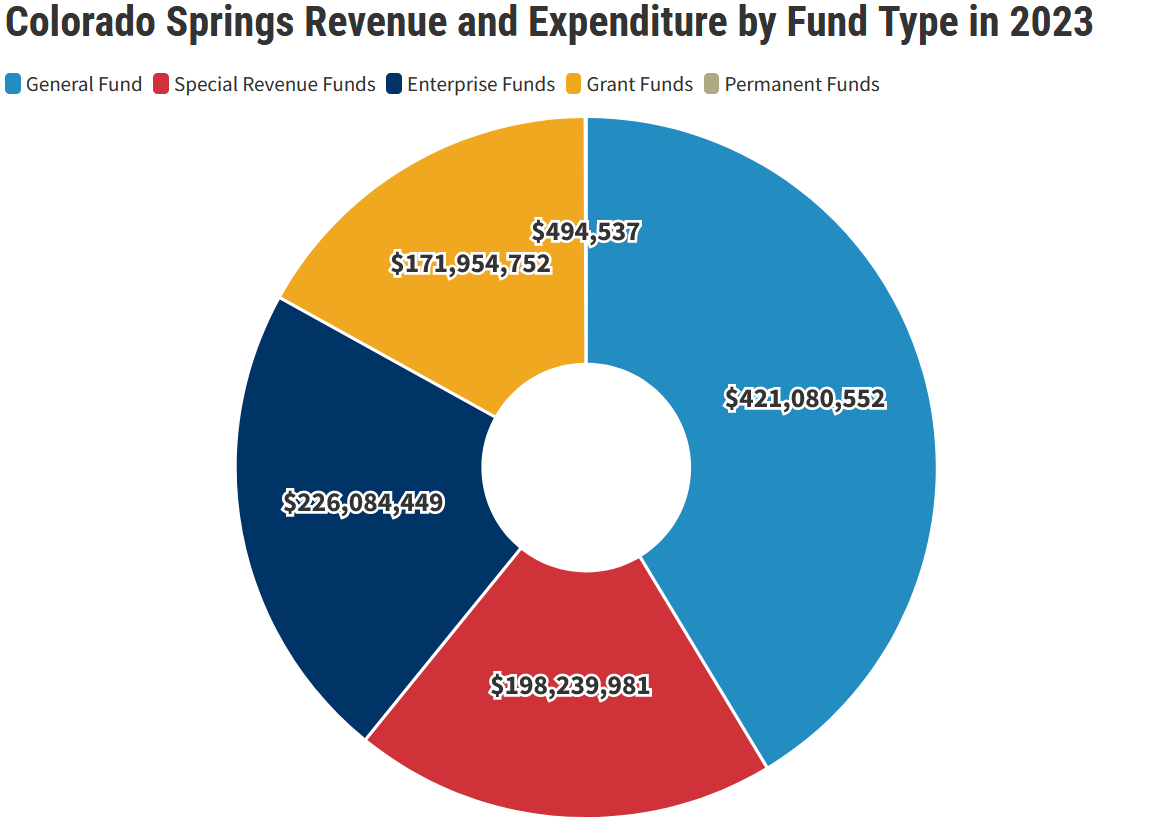 Colorado Springs Revenue and Expenditure by Fund Type in 2023
General Fund Special Revenue Funds Enterprise Funds Grant Funds Permanent Funds
$494,537
$171,954,752
$421,080,552
$226,084,449
$198,239,981